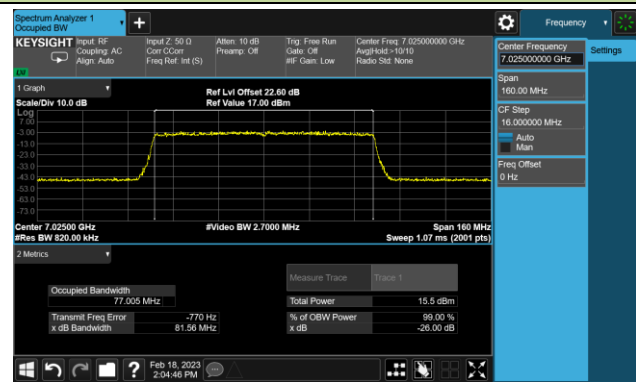 Spectrum Analyzer 1
Occupied BW
+
Frequency
KEYSIGHT
Input: RF
Coupling: AC
Align: Auto
Input Z: 50 Ω
Corr CCorr
Freq Ref: Int (S)
Atten: 10 dB
Preamp: Off
Trig: Free Run
Gate: Off
#IF Gain: Low
Center Freq: 7.025000000 GHz
Avg|Hold:>10/10
Radio Std: None
Center Frequency
7.025000000 GHz
Settings
Span
160.00 MHz
CF Step
16.000000 MHz
Auto
Man
Freq Offset
0 Hz
1 Graph
Scale/Div 10.0 dB
Ref Lvl Offset 22.60 dB
Ref Value 17.00 dBm
Log
7.00
-3.00
-13.0
-23.0
-33.0
-43.0
-53.0
-63.0
-73.0
Center 7.02500 GHz
#Video BW 2.7000 MHz
Span 160 MHz
#Res BW 820.00 kHz
Sweep 1.07 ms (2001 pts)
2 Metrics
Measure Trace
Trace 1
Occupied Bandwidth
77.005 MHz
Total Power
15.5 dBm
Transmit Freq Error
-770 Hz
% of OBW Power
99.00 %
x dB Bandwidth
81.56 MHz
x dB
-26.00 dB
?
Feb 18, 2023
2:04:46 PM